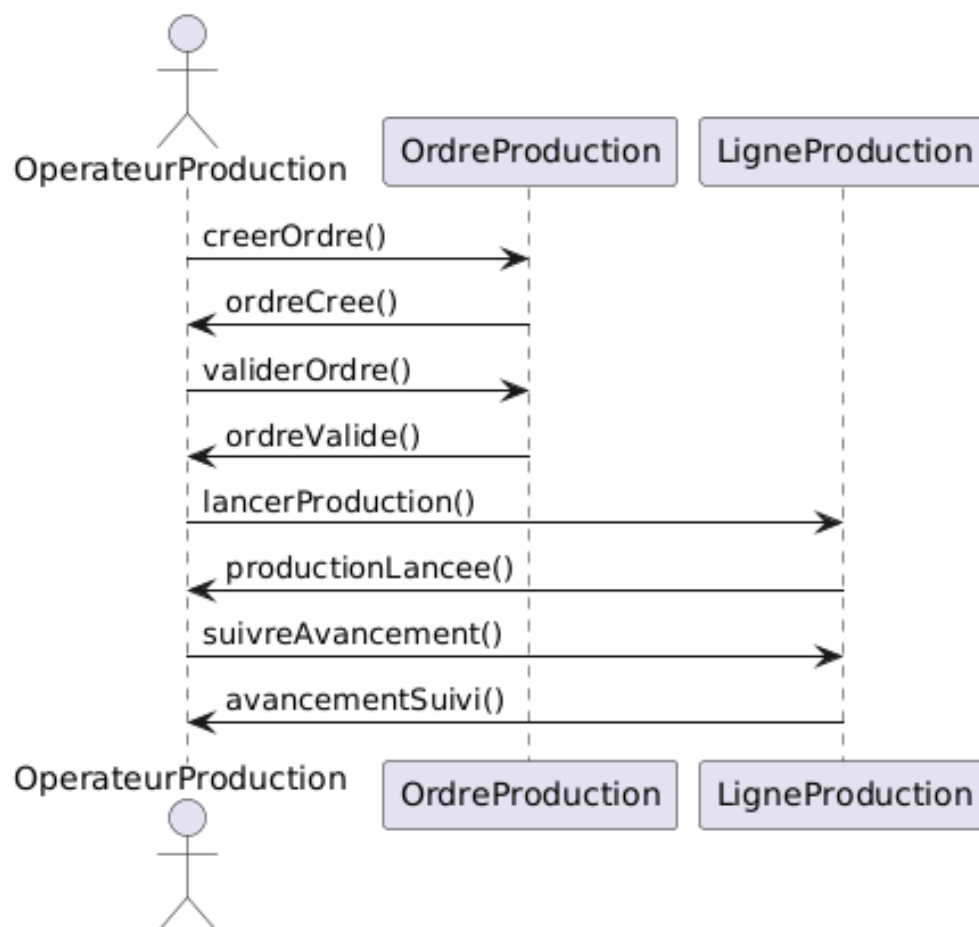 OperateurProduction
OrdreProduction
LigneProduction
creerOrdre()
ordreCree()
validerOrdre()
ordreValide()
lancerProduction()
productionLancee()
suivreAvancement()
avancementSuivi()
OperateurProduction
OrdreProduction
LigneProduction